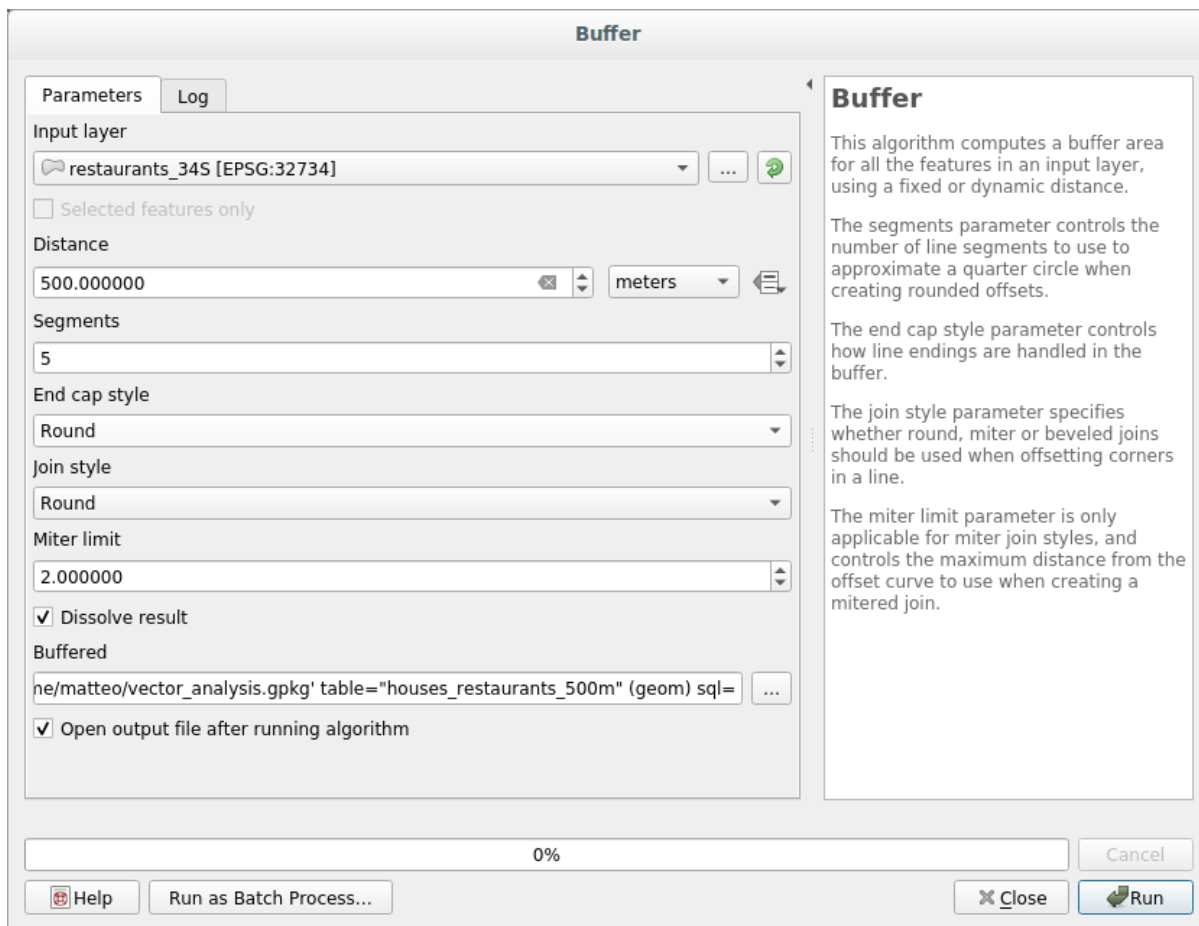 Buffer
Parameters
Log
Input layer
restaurants_34S [EPSG:32734]
...
Selected features only
Distance
500.000000
meters
Segments
5
End cap style
Round
Join style
Round
Miter limit
2.000000
Dissolve result
Buffered
ne/matteo/vector_analysis.gpkg' table="houses_restaurants_500m" (geom) sql=
...
Open output file after running algorithm
Buffer
This algorithm computes a buffer area
for all the features in an input layer,
using a fixed or dynamic distance.
The segments parameter controls the
number of line segments to use to
approximate a quarter circle when
creating rounded offsets.
The end cap style parameter controls
how line endings are handled in the
buffer.
The join style parameter specifies
whether round, miter or beveled joins
should be used when offsetting corners
in a line.
The miter limit parameter is only
applicable for miter join styles, and
controls the maximum distance from the
offset curve to use when creating a
mitered join.
0%
Cancel
Help
Run as Batch Process...
Close
Run